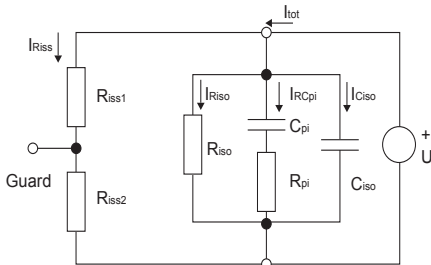 Itot
IRiss
IRiso
IRCpi
ICiso
Riss1
Cpi
Riso
+
U
Guard
Riss2
Rpi
Ciso